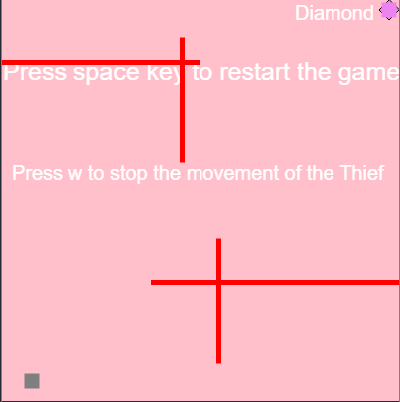 Diamond
Press space key to restart the game
Press w to stop the movement of the Thief